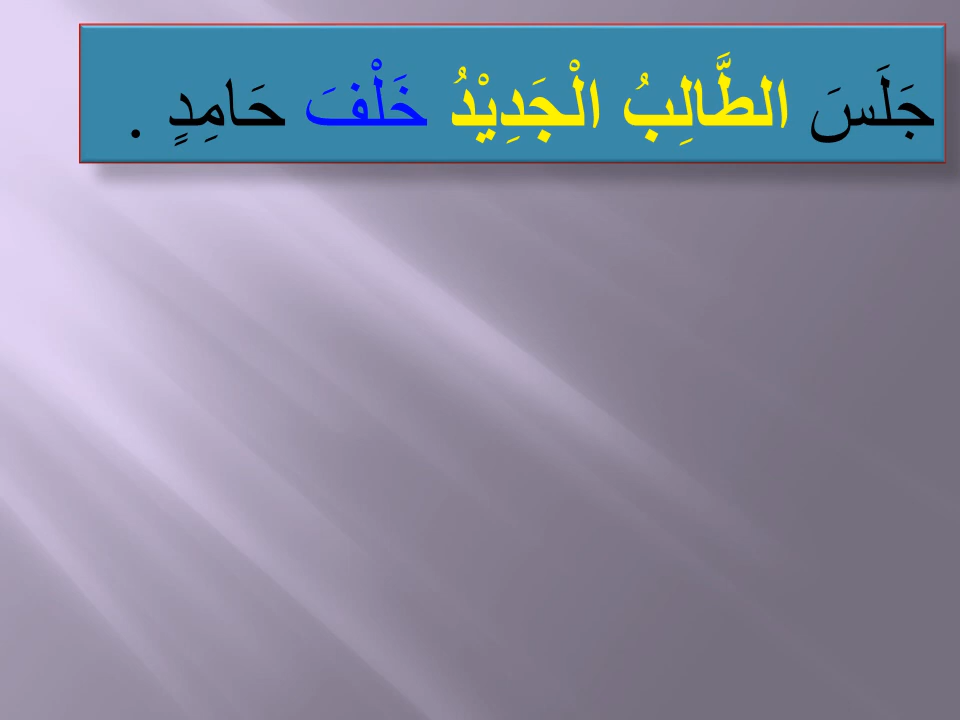 جَلَسَ الطَّالِبُ الْجَدِيْدُ خَلْفَ حَامِدٍ .